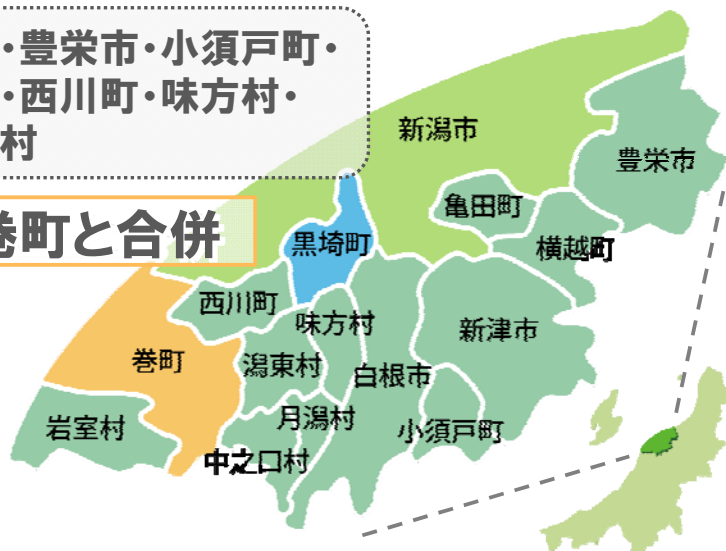 ・豊栄市・小須戸町・
・西川町・味方村・
村
巻町と合併
新潟市
豊栄市
亀田町
黒埼町
横越町
西川町
味方村
新津市
巻町
潟東村
白根市
月潟村
岩室村
小須戸町
中之口村